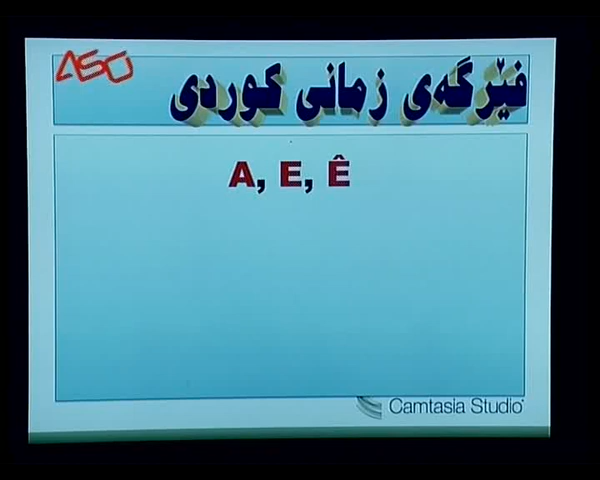 ASO
فێرگەی زمانی کوردی
A, E, Ê
Camtasia Studio